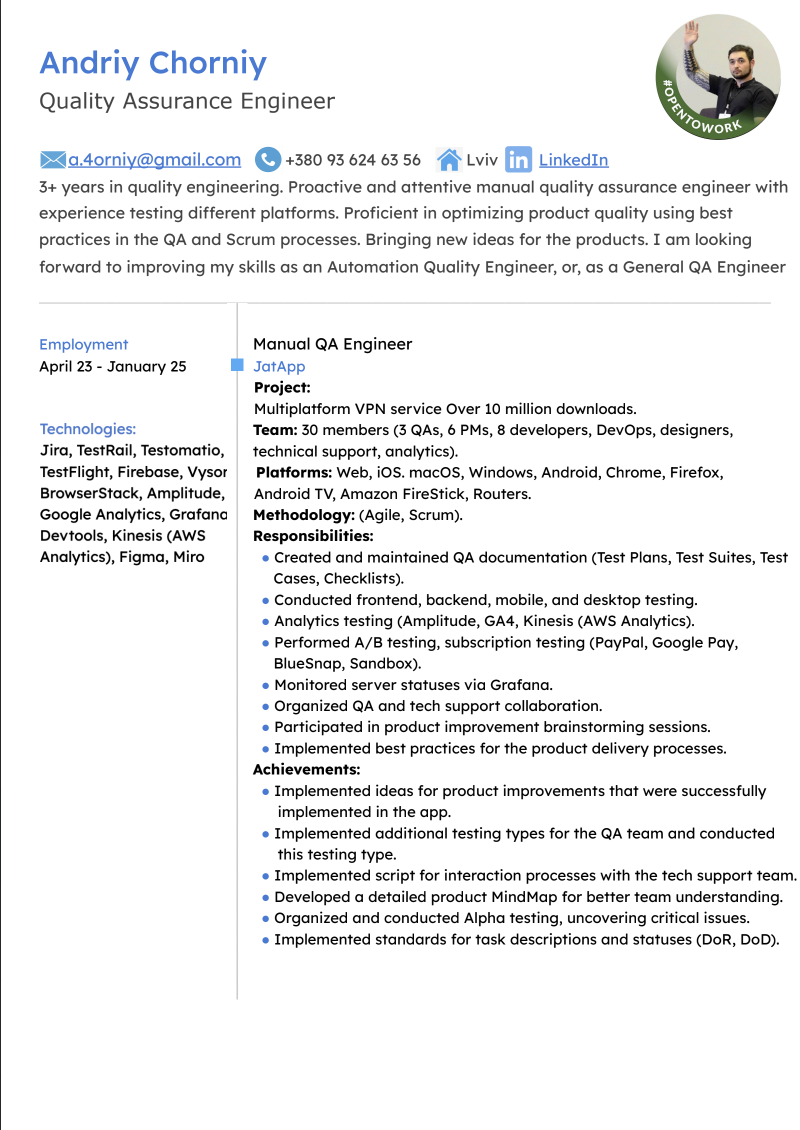 Andriy Chorniy
Quality Assurance Engineer
#OPENTOWORK
a.4orniy@gmail.com +380 93 624 63 56 Lviv in LinkedIn
3+ years in quality engineering. Proactive and attentive manual quality assurance engineer with
experience testing different platforms. Proficient in optimizing product quality using best
practices in the QA and Scrum processes. Bringing new ideas for the products. I am looking
forward to improving my skills as an Automation Quality Engineer, or, as a General QA Engineer
Employment
April 23 - January 25
Technologies:
Jira, TestRail, Testomatio,
TestFlight, Firebase, Vysor
BrowserStack, Amplitude,
Google Analytics, Grafana
Devtools, Kinesis (AWS
Analytics), Figma, Miro
Manual QA Engineer
JatApp
Project:
Multiplatform VPN service Over 10 million downloads.
Team: 30 members (3 QAs, 6 PMs, 8 developers, DevOps, designers,
technical support, analytics).
Platforms: Web, iOS. macOS, Windows, Android, Chrome, Firefox,
Android TV, Amazon FireStick, Routers.
Methodology: (Agile, Scrum).
Responsibilities:
● Created and maintained QA documentation (Test Plans, Test Suites, Test
Cases, Checklists).
● Conducted frontend, backend, mobile, and desktop testing.
● Analytics testing (Amplitude, GA4, Kinesis (AWS Analytics).
● Performed A/B testing, subscription testing (PayPal, Google Pay,
BlueSnap, Sandbox).
● Monitored server statuses via Grafana.
● Organized QA and tech support collaboration.
● Participated in product improvement brainstorming sessions.
● Implemented best practices for the product delivery processes.
Achievements:
● Implemented ideas for product improvements that were successfully
implemented in the app.
● Implemented additional testing types for the QA team and conducted
this testing type.
● Implemented script for interaction processes with the tech support team.
● Developed a detailed product MindMap for better team understanding.
● Organized and conducted Alpha testing, uncovering critical issues.
● Implemented standards for task descriptions and statuses (DoR, DoD).